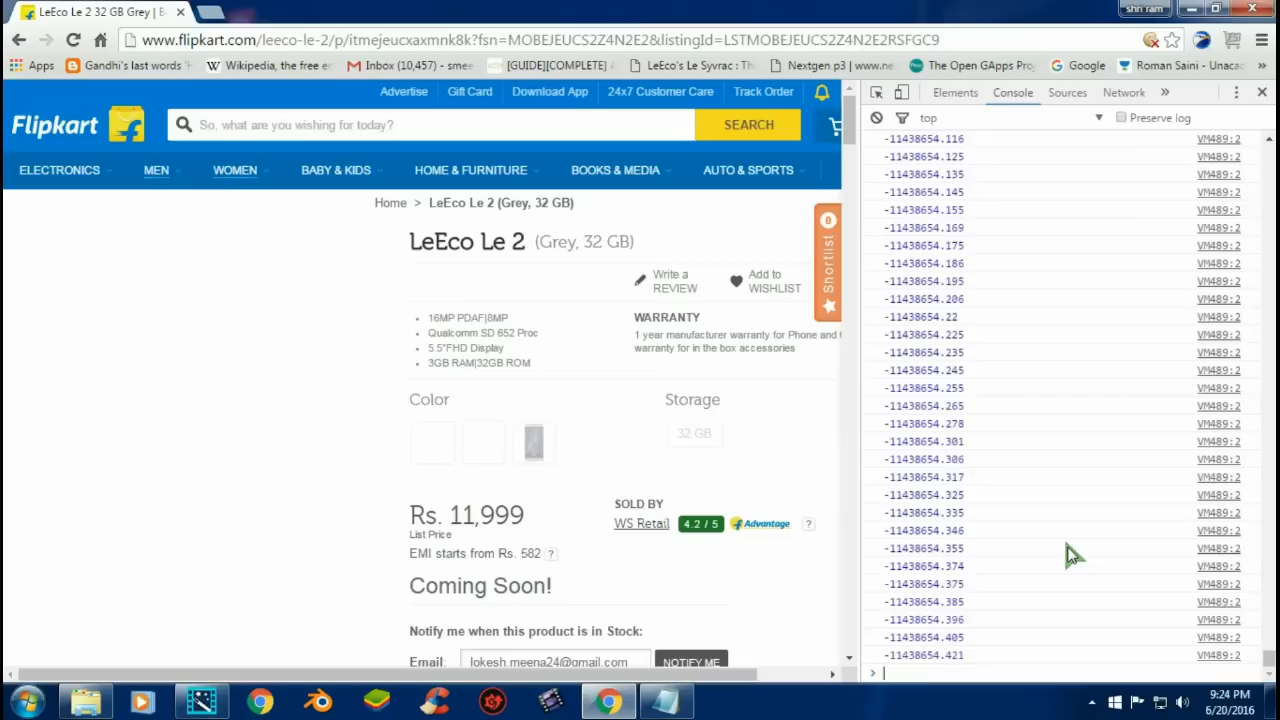 LeEco Le 2 32 GB Grey | B
shri ram
www.flipkart.com/leeco-le-2/p/itmejeucxaxmnk8k?fsn=MOBEJEUCS2Z4N2E2&listingId=LSTMOBEJEUCS2Z4N2E2RSFGC9
Apps Gandhi's last words 'H Wikipedia, the free en Inbox (10,457) - smee [GUIDE][COMPLETE] A LeEco's Le Syvrac : Th Nextgen p3 | www.ne The Open GApps Proj Google Roman Saini - Unaca »
Advertise Gift Card Download App 24x7 Customer Care Track Order
Flipkart
So, what are you wishing for today?
SEARCH
ELECTRONICS MEN WOMEN BABY & KIDS HOME & FURNITURE BOOKS & MEDIA AUTO & SPORTS
Home > LeEco Le 2 (Grey, 32 GB)
LeEco Le 2 (Grey, 32 GB)
Write a REVIEW
Add to WISHLIST
0
Shortlist
16MP PDAF|8MP
Qualcomm SD 652 Proc
5.5"FHD Display
3GB RAM|32GB ROM
WARRANTY
1 year manufacturer warranty for Phone and
warranty for in the box accessories
Color
Storage
32 GB
Rs. 11,999
List Price
EMI starts from Rs. 582 ?
SOLD BY
WS Retail 4.2 / 5 Advantage ?
Coming Soon!
Notify me when this product is in Stock:
Email: lokesh.meena24@gmail.com NOTIFY ME
Elements Console Sources Network »
top Preserve log
-11438654.116 VM489:2
-11438654.125 VM489:2
-11438654.135 VM489:2
-11438654.145 VM489:2
-11438654.155 VM489:2
-11438654.169 VM489:2
-11438654.175 VM489:2
-11438654.186 VM489:2
-11438654.195 VM489:2
-11438654.206 VM489:2
-11438654.22 VM489:2
-11438654.225 VM489:2
-11438654.235 VM489:2
-11438654.245 VM489:2
-11438654.255 VM489:2
-11438654.265 VM489:2
-11438654.278 VM489:2
-11438654.301 VM489:2
-11438654.306 VM489:2
-11438654.317 VM489:2
-11438654.325 VM489:2
-11438654.335 VM489:2
-11438654.346 VM489:2
-11438654.355 VM489:2
-11438654.374 VM489:2
-11438654.375 VM489:2
-11438654.385 VM489:2
-11438654.396 VM489:2
-11438654.405 VM489:2
-11438654.421 VM489:2
>
9:24 PM
6/20/2016